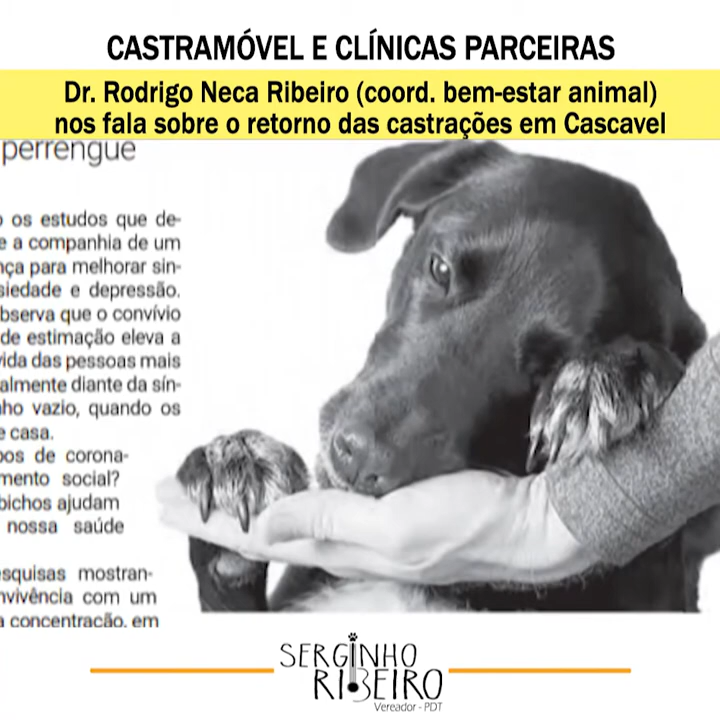 CASTRAMÓVEL E CLÍNICAS PARCEIRAS
Dr. Rodrigo Neca Ribeiro (coord. bem-estar animal)
nos fala sobre o retorno das castrações em Cascavel
perrengue
o os estudos que de-
e a companhia de um
nça para melhorar sin-
siedade e depressão.
bserva que o convívio
de estimação eleva a
vida das pessoas mais
almente diante da sín-
nho vazio, quando os
e casa.
pos de corona-
mento social?
bichos ajudam
nossa saúde
esquisas mostran-
nvivência com um
a concentração, em
SERGINHO
RIBEIRO
Vereador - PDT